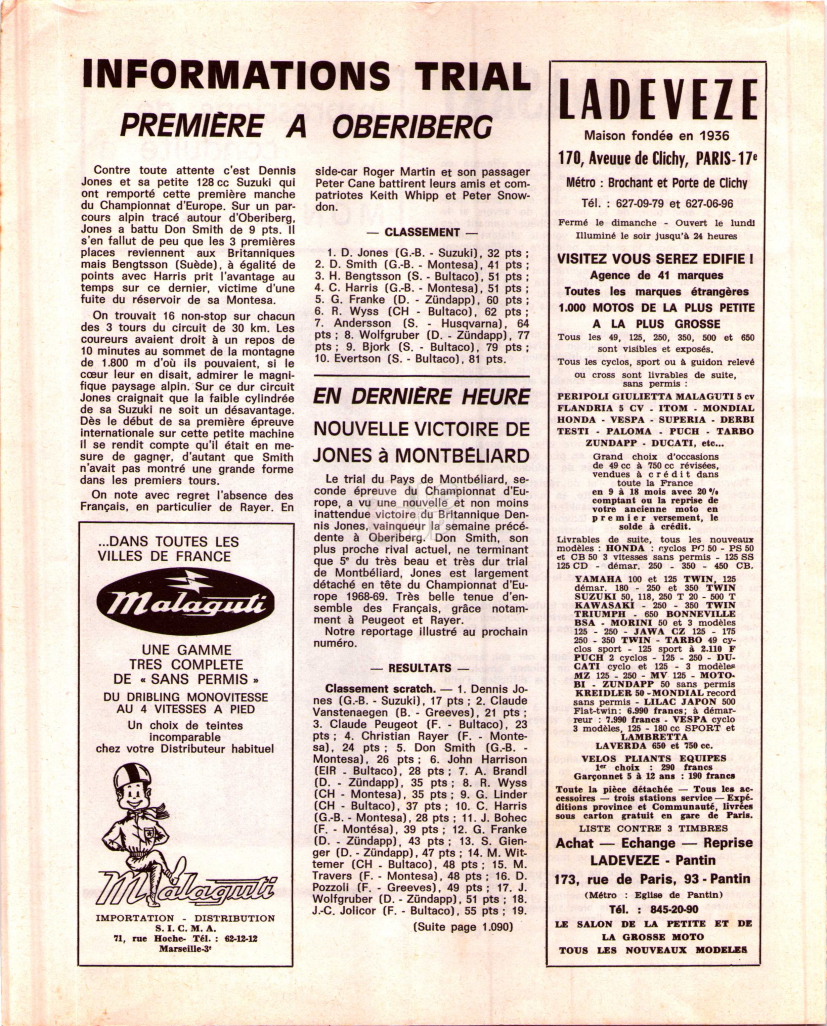 INFORMATIONS TRIAL
PREMIÈRE A OBERIBERG
Contre toute attente c'est Dennis
Jones et sa petite 128 cc Suzuki qui
ont remporté cette première manche
du Championnat d'Europe. Sur un par-
cours alpin tracé autour d'Oberiberg,
Jones a battu Don Smith de 9 pts. Il
s'en fallut de peu que les 3 premières
places reviennent aux Britanniques
mais Bengtsson (Suède), à égalité de
points avec Harris prit l'avantage au
temps sur ce dernier, victime d'une
fuite du réservoir de sa Montesa.
On trouvait 16 non-stop sur chacun
des 3 tours du circuit de 30 km. Les
coureurs avaient droit à un repos de
10 minutes au sommet de la montagne
de 1.800 m d'où ils pouvaient, si le
cœur leur en disait, admirer le magni-
fique paysage alpin. Sur ce dur circuit
Jones craignait que la faible cylindrée
de sa Suzuki ne soit un désavantage.
Dès le début de sa première épreuve
internationale sur cette petite machine
Il se rendit compte qu'il était en me-
sure de gagner, d'autant que Smith
n'avait pas montré une grande forme
dans les premiers tours.
On note avec regret l'absence des
Français, en particulier de Rayer. En
side-car Roger Martin et son passager
Peter Cane battirent leurs amis et com-
patriotes Keith Whipp et Peter Snow-
don.
— CLASSEMENT —
1. D. Jones (G.-B. - Suzuki), 32 pts ;
2. D. Smith (G.-B. - Montesa), 41 pts ;
3. H. Bengtsson (S. - Bultaco), 51 pts ;
4. C. Harris (G.-B. - Montesa), 51 pts ;
5. G. Franke (D. - Zündapp), 60 pts ;
6. R. Wyss (CH - Bultaco), 62 pts ;
7. Andersson (S. - Husqvarna), 64
pts ; 8. Wolfgruber (D. - Zündapp), 77
pts ; 9. Bjork (S. - Bultaco), 79 pts ;
10. Evertson (S. - Bultaco), 81 pts.
EN DERNIÈRE HEURE
NOUVELLE VICTOIRE DE
JONES à MONTBÉLIARD
Le trial du Pays de Montbéliard, se-
conde épreuve du Championnat d'Eu-
rope, a vu une nouvelle et non moins
inattendue victoire du Britannique Den-
nis Jones, vainqueur la semaine précé-
dente à Oberiberg. Don Smith, son
plus proche rival actuel, ne terminant
que 5e du très beau et très dur trial
de Montbéliard, Jones est largement
détaché en tête du Championnat d'Eu-
rope 1968-69. Très belle tenue d'en-
semble des Français, grâce notam-
ment à Peugeot et Rayer.
Notre reportage illustré au prochain
numéro.
— RESULTATS —
Classement scratch. — 1. Dennis Jo-
nes (G.-B. - Suzuki), 17 pts ; 2. Claude
Vanstenaegen (B. - Greeves), 21 pts ;
3. Claude Peugeot (F. - Bultaco), 23
pts ; 4. Christian Rayer (F. - Monte-
sa), 24 pts ; 5. Don Smith (G.-B. -
Montesa), 26 pts ; 6. John Harrison
(EIR - Bultaco), 28 pts ; 7. A. Brandl
(D. - Zündapp), 35 pts ; 8. R. Wyss
(CH - Montesa), 35 pts ; 9. G. Linder
(CH - Bultaco), 37 pts ; 10. C. Harris
(G.-B. - Montesa, 28 pts ; 11. J. Bohec
(F. - Montésa), 39 pts ; 12. G. Franke
(D. - Zündapp), 43 pts ; 13. S. Gien-
ger (D. - Zündapp), 47 pts ; 14. M. Wit-
temer (CH - Bultaco), 48 pts ; 15. M.
Travers (F. - Montesa), 48 pts ; 16. D.
Pozzoli (F. - Greeves), 49 pts ; 17. J.
Wolfgruber (D. - Zündapp), 51 pts ; 18.
J.-C. Jolicor (F. - Bultaco), 55 pts ; 19.
(Suite page 1.090)
...DANS TOUTES LES
VILLES DE FRANCE
Malaguti
UNE GAMME
TRES COMPLETE
DE « SANS PERMIS »
DU DRIBLING MONOVITESSE
AU 4 VITESSES A PIED
Un choix de teintes
incomparable
chez votre Distributeur habituel
Malaguti
IMPORTATION - DISTRIBUTION
S. I. C. M. A.
71, rue Hoche- Tél. : 62-12-12
Marseille-3e
LADEVEZE
Maison fondée en 1936
170, Aveuue de Clichy, PARIS-17e
Métro : Brochant et Porte de Clichy
Tél. : 627-09-79 et 627-06-96
Fermé le dimanche - Ouvert le lundi
Illuminé le soir jusqu'à 24 heures
VISITEZ VOUS SEREZ EDIFIE !
Agence de 41 marques
Toutes les marques étrangères
1.000 MOTOS DE LA PLUS PETITE
A LA PLUS GROSSE
Tous les 49, 125, 250, 350, 500 et 650
sont visibles et exposés.
Tous les cyclos, sport ou à guidon relevé
ou cross sont livrables de suite,
sans permis :
PERIPOLI GIULIETTA MALAGUTI 5 cv
FLANDRIA 5 CV - ITOM - MONDIAL
HONDA - VESPA - SUPERIA - DERBI
TESTI - PALOMA - PUCH - TARBO
ZUNDAPP - DUCATI, etc...
Grand choix d'occasions
de 49 cc à 750 cc révisées,
vendues à crédit dans
toute la France
en 9 à 18 mois avec 20 %
comptant ou la reprise de
votre ancienne moto en
premier versement, le
solde à crédit.
Livrables de suite, tous les nouveaux
modèles : HONDA : cyclos PC 50 - PS 50
et CB 50 3 vitesses sans permis - 125 SS
125 CD - démar. 250 - 350 - 450 CB.
YAMAHA 100 et 125 TWIN, 125
démar. 180 - 250 et 350 TWIN
SUZUKI 50, 118, 250 T 20 - 500 T
KAWASAKI - 250 - 350 TWIN
TRIUMPH - 650 BONNEVILLE
BSA - MORINI 50 et 3 modèles
125 - 250 - JAWA CZ 125 - 175
250 - 350 TWIN - TARBO 49 cy-
clos sport - 125 sport à 2.110 F
PUCH 2 cyclos - 125 - 250 - DU-
CATI cyclo et 125 - 3 modèles
MZ 125 - 250 - MV 125 - MOTO-
BI - ZUNDAPP 50 sans permis
KREIDLER 50 - MONDIAL record
sans permis - LILAC JAPON 500
Flat-twin: 6.990 francs; à démar-
reur : 7.990 francs - VESPA cyclo
3 modèles, 125 - 180 cc SPORT et
LAMBRETTA
LAVERDA 650 et 750 cc.
VELOS PLIANTS EQUIPES
1er choix : 290 francs
Garçonnet 5 à 12 ans : 190 francs
Toute la pièce détachée — Tous les ac-
cessoires — trois stations service — Expé-
ditions province et Communauté, livrées
sous carton gratuit en gare de Paris.
LISTE CONTRE 3 TIMBRES
Achat — Echange — Reprise
LADEVEZE - Pantin
173, rue de Paris, 93 - Pantin
(Métro : Eglise de Pantin)
Tél. : 845-20-90
LE SALON DE LA PETITE ET DE
LA GROSSE MOTO
TOUS LES NOUVEAUX MODELES